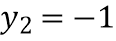 y₂ = −1